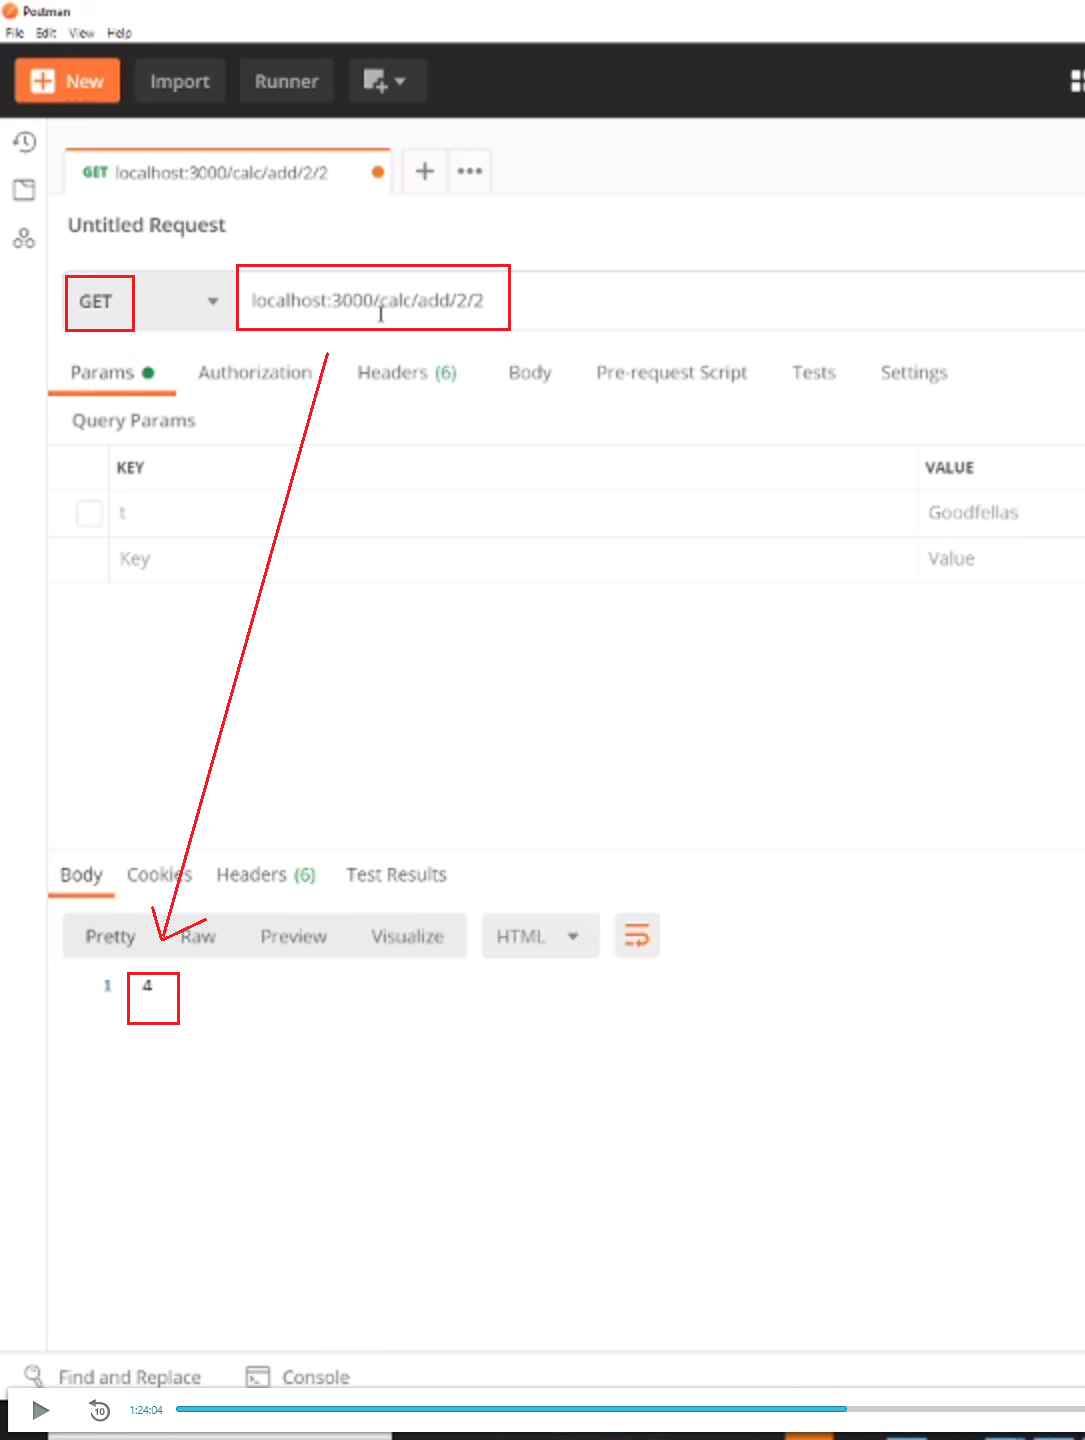 Postman
File Edit View Help
New Import Runner
GET localhost:3000/calc/add/2/2
Untitled Request
GET localhost:3000/calc/add/2/2
Params Authorization Headers (6) Body Pre-request Script Tests Settings
Query Params
KEY VALUE
t Goodfellas
Key Value
Body Cookies Headers (6) Test Results
Pretty Raw Preview Visualize HTML
1 4
Find and Replace Console
10 1:24:04